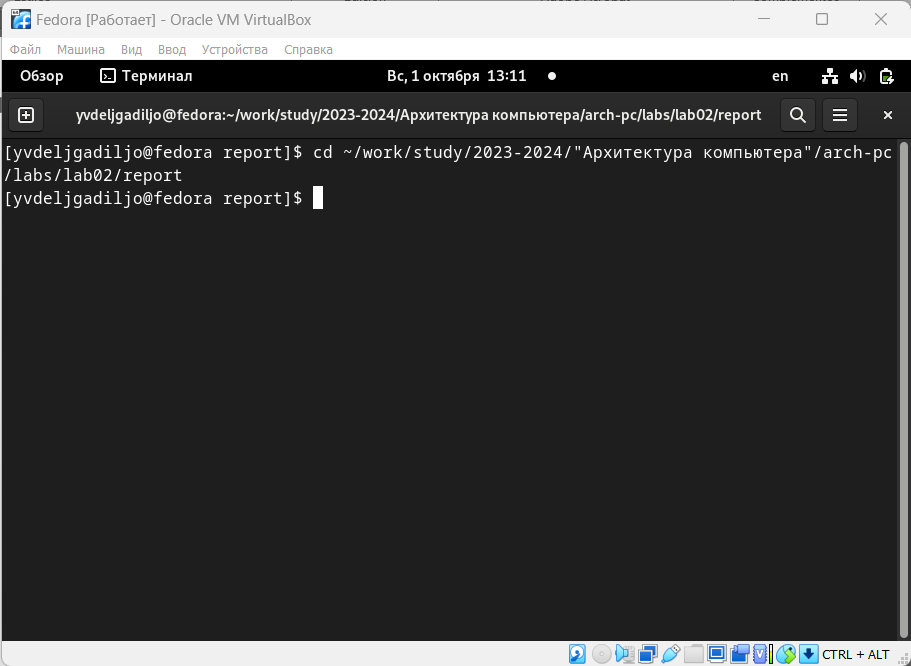 Fedora [Работает] - Oracle VM VirtualBox
Файл Машина Вид Ввод Устройства Справка
Обзор Терминал Вс, 1 октября 13:11 en
yvdeljgadiljo@fedora:~/work/study/2023-2024/Архитектура компьютера/arch-pc/labs/lab02/report
[yvdeljgadiljo@fedora report]$ cd ~/work/study/2023-2024/"Архитектура компьютера"/arch-pc
/labs/lab02/report
[yvdeljgadiljo@fedora report]$
CTRL + ALT